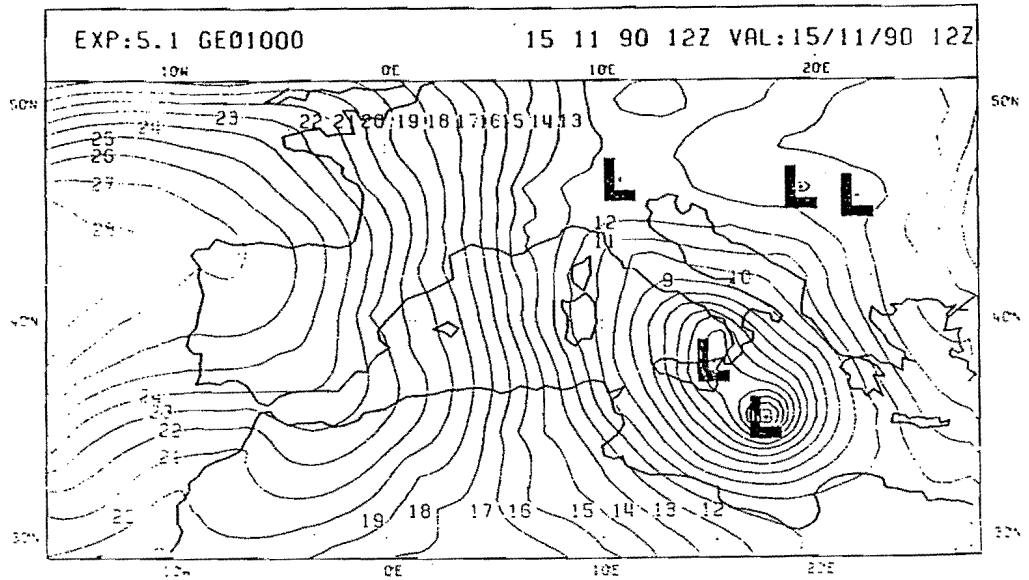 EXP:5.1 GEO1000 15 11 90 12Z VAL:15/11/90 12Z
10W 0E 10E 20E
50N 50N
23 22 21 20 19 18 17 16 15 14 13
24
25
26
27
L L L
12
11
9 10
40N 40N
L
L
24
23
22
21
19 18 17 16 15 14 13 12
30N 30N
10W 0E 10E 20E